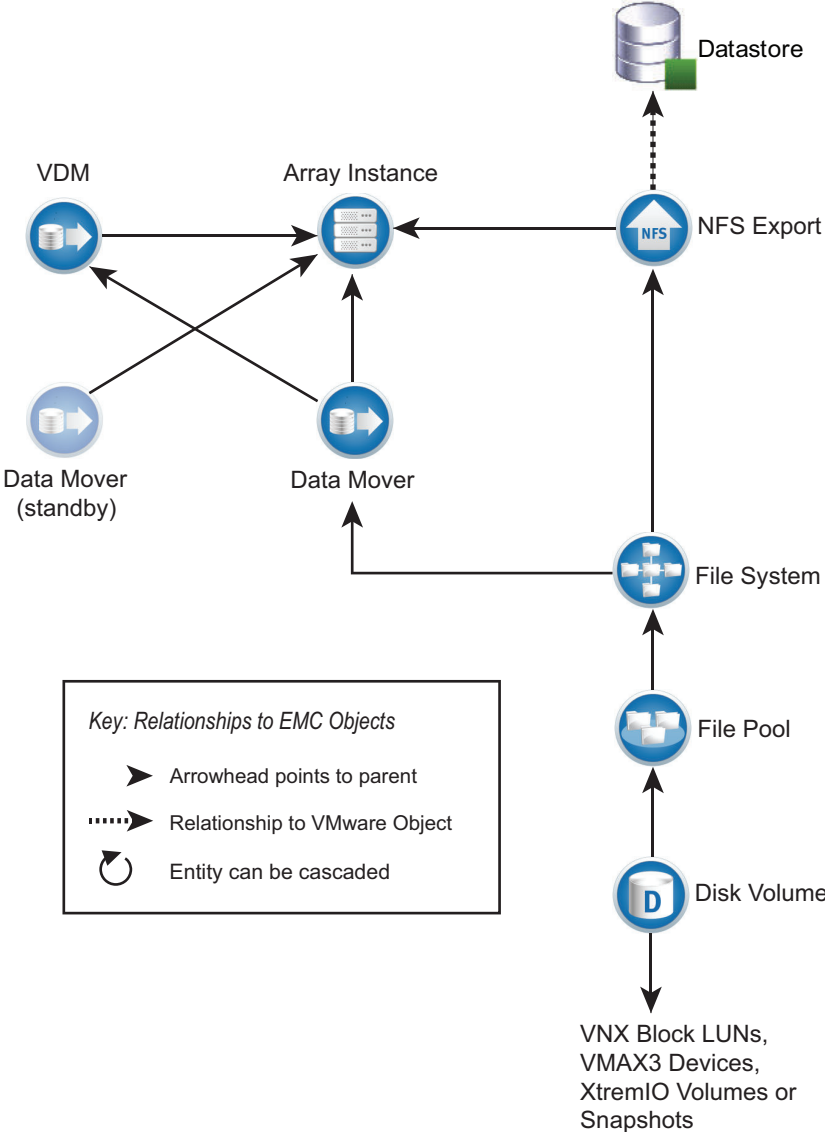 Datastore
VDM
Array Instance
NFS
NFS Export
Data Mover
(standby)
Data Mover
File System
Key: Relationships to EMC Objects
Arrowhead points to parent
Relationship to VMware Object
Entity can be cascaded
File Pool
D
Disk Volume
VNX Block LUNs,
VMAX3 Devices,
XtremIO Volumes or
Snapshots